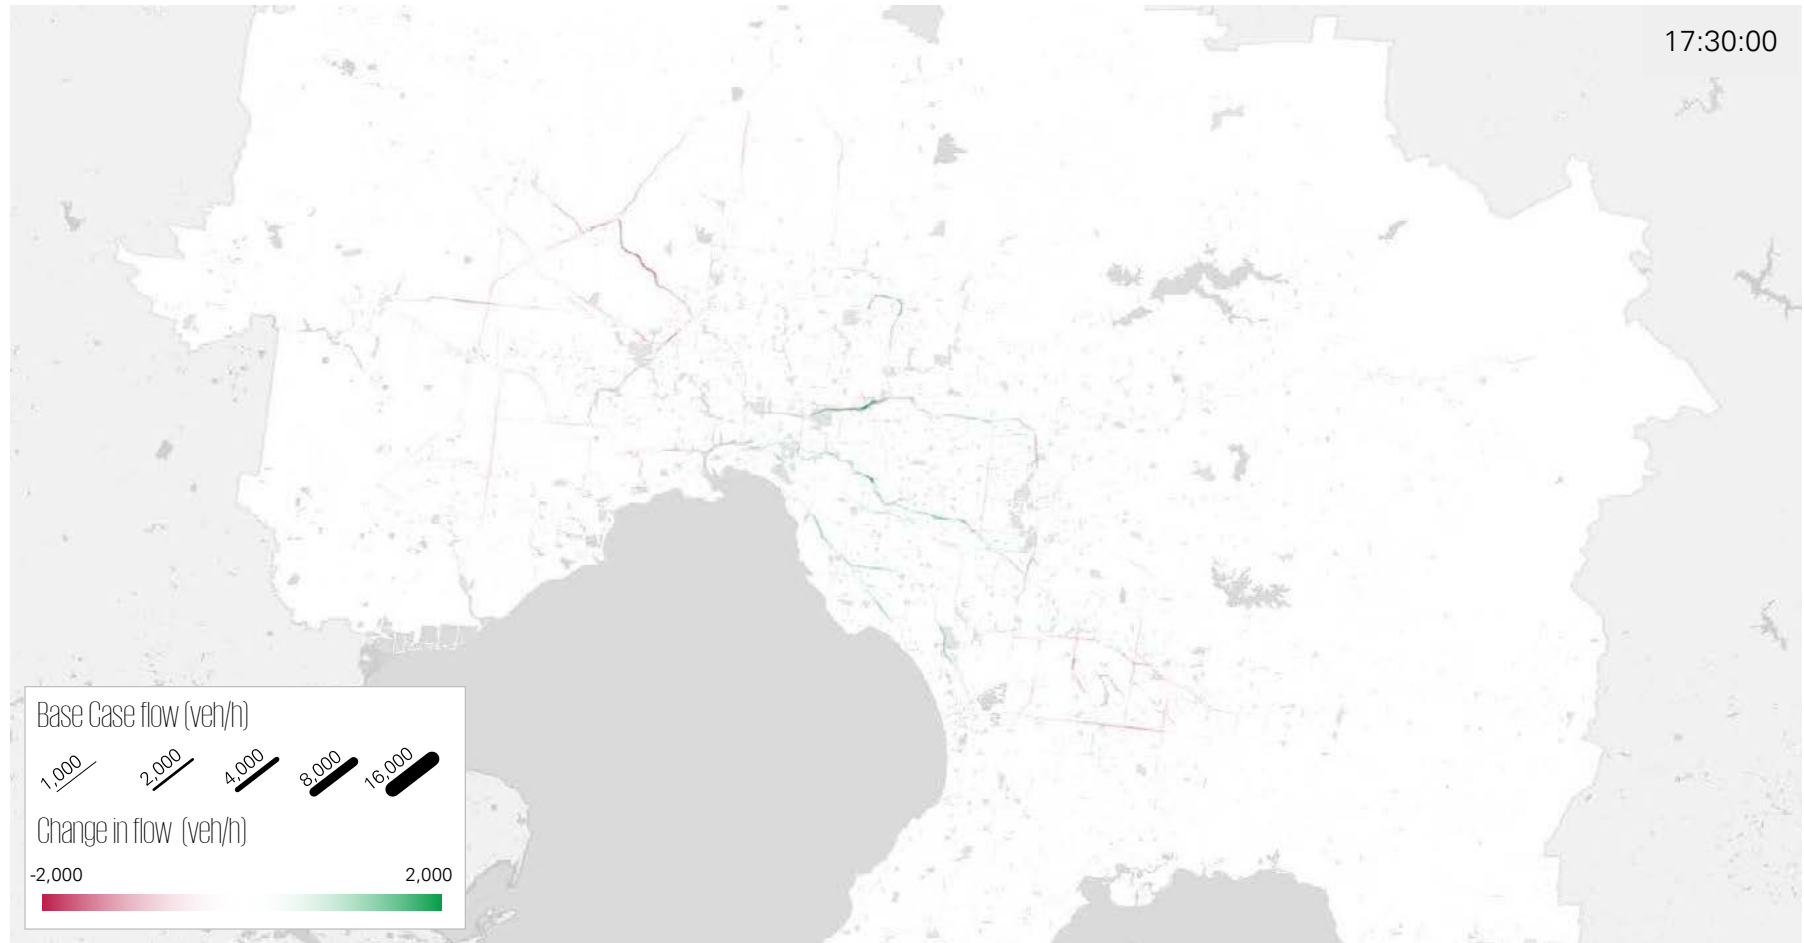 17:30:00
Base Case flow (veh/h)
1,000 2,000 4,000 8,000 16,000
Change in flow (veh/h)
-2,000 2,000